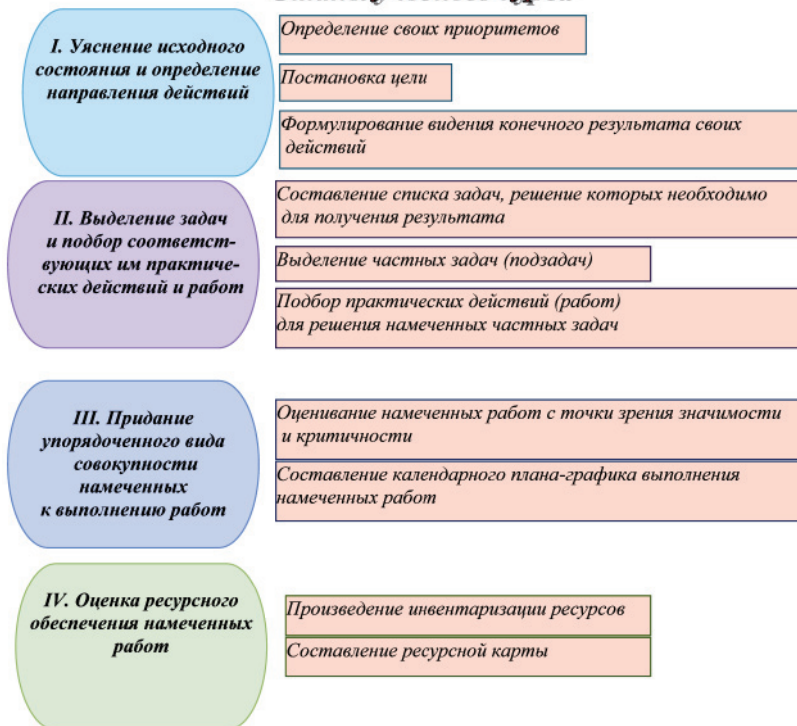 I. Уяснение исходного
состояния и определение
направления действий
Определение своих приоритетов
Постановка цели
Формулирование видения конечного результата своих
действий
II. Выделение задач
и подбор соответст-
вующих им практиче-
ских действий и работ
Составление списка задач, решение которых необходимо
для получения результата
Выделение частных задач (подзадач)
Подбор практических действий (работ)
для решения намеченных частных задач
III. Придание
упорядоченного вида
совокупности
намеченных
к выполнению работ
Оценивание намеченных работ с точки зрения значимости
и критичности
Составление календарного плана-графика выполнения
намеченных работ
IV. Оценка ресурсного
обеспечения намеченных
работ
Произведение инвентаризации ресурсов
Составление ресурсной карты